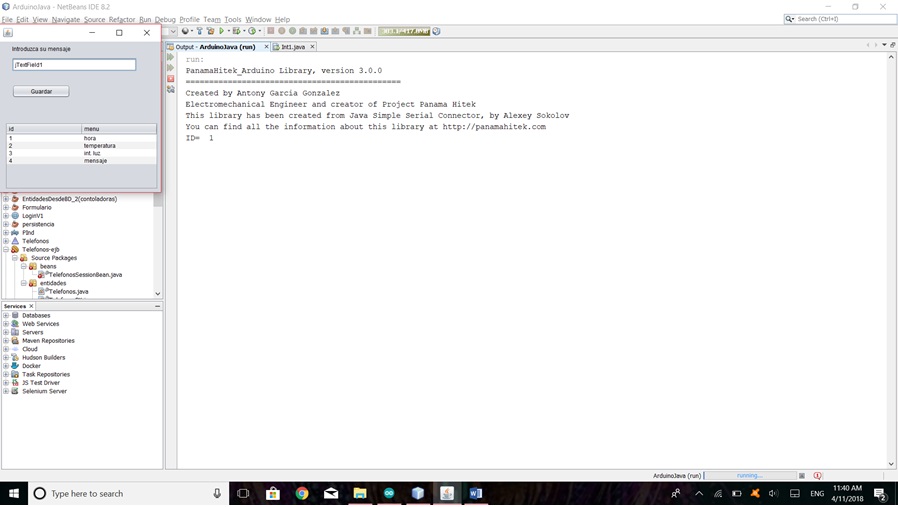 ArduinoJava - NetBeans IDE 8.2
File Edit View Navigate Source Refactor Run Debug Profile Team Tools Window Help
Search (Ctrl+I)
Introduzca su mensaje
jTextField1
Guardar
id menu
1 hora
2 temperatura
3 int. luz
4 mensaje
Output - ArduinoJava (run) Int1.java
run:
PanamaHitek_Arduino Library, version 3.0.0
==============================================
Created by Antony García González
Electromechanical Engineer and creator of Project Panama Hitek
This library has been created from Java Simple Serial Connector, by Alexey Sokolov
You can find all the information about this library at http://panamahitek.com
ID= 1
EntidadesDesdeBD_2(contoladoras)
Formulario
LoginV1
persistencia
PInd
Telefonos
Telefonos-ejb
Source Packages
beans
TelefonosSessionBean.java
entidades
Telefonos.java
Services
Databases
Web Services
Servers
Maven Repositories
Cloud
Hudson Builders
Docker
Task Repositories
JS Test Driver
Selenium Server
ArduinoJava (run) running...
Type here to search
ENG
11:40 AM
4/11/2018
2